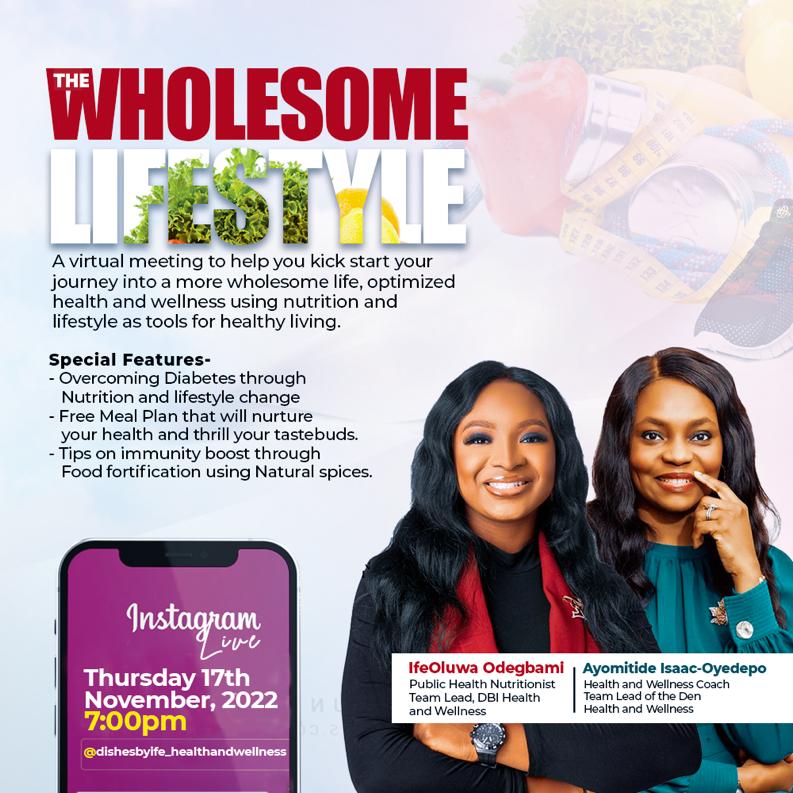 THE
WHOLESOME
LIFESTYLE
A virtual meeting to help you kick start your
journey into a more wholesome life, optimized
health and wellness using nutrition and
lifestyle as tools for healthy living.
Special Features-
- Overcoming Diabetes through
Nutrition and lifestyle change
- Free Meal Plan that will nurture
your health and thrill your tastebuds.
- Tips on immunity boost through
Food fortification using Natural spices.
Instagram
Live
Thursday 17th
November, 2022
7:00pm
@dishesbyife_healthandwellness
IfeOluwa Odegbami
Public Health Nutritionist
Team Lead, DBI Health
and Wellness
Ayomitide Isaac-Oyedepo
Health and Wellness Coach
Team Lead of the Den
Health and Wellness